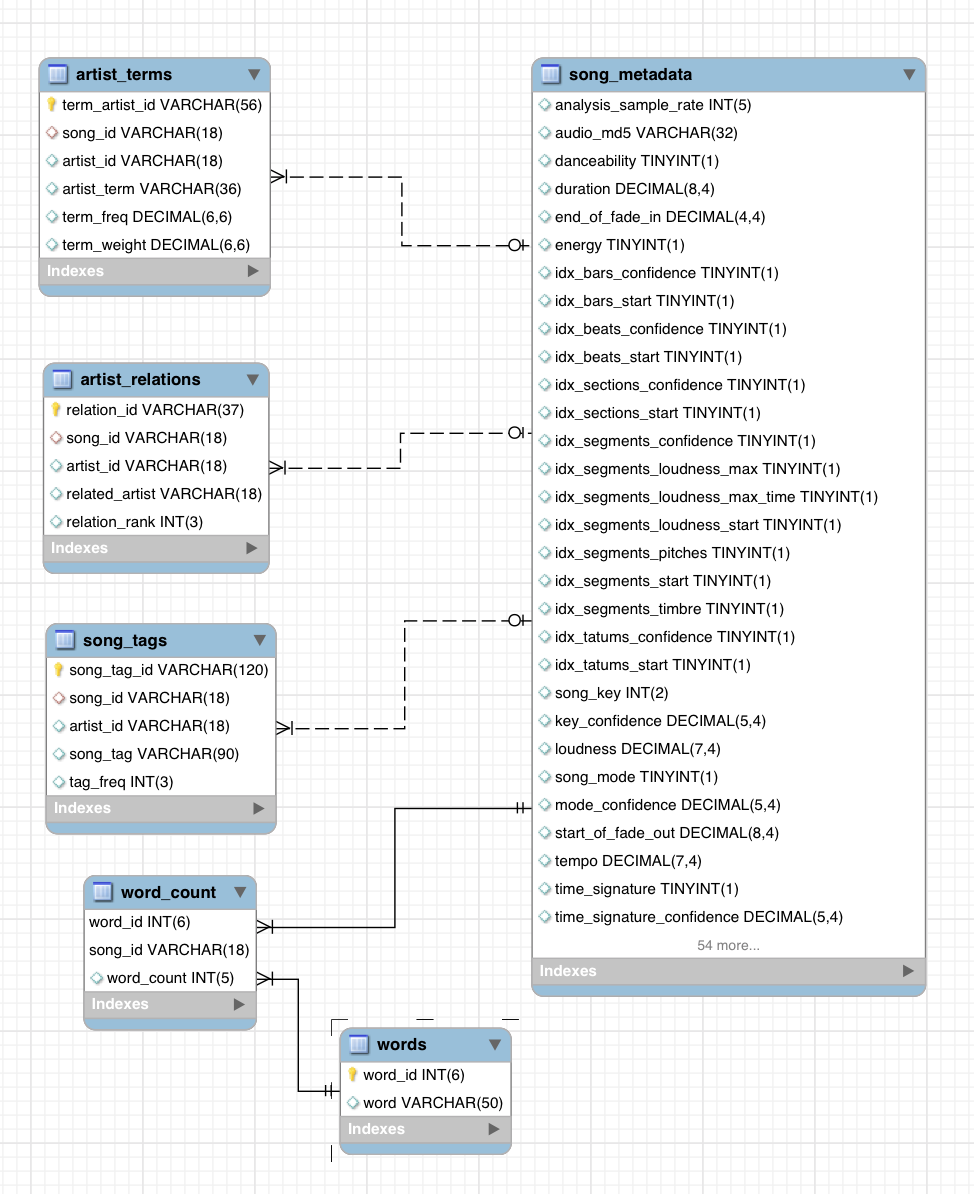 artist_terms
term_artist_id VARCHAR(56)
song_id VARCHAR(18)
artist_id VARCHAR(18)
artist_term VARCHAR(36)
term_freq DECIMAL(6,6)
term_weight DECIMAL(6,6)
Indexes
artist_relations
relation_id VARCHAR(37)
song_id VARCHAR(18)
artist_id VARCHAR(18)
related_artist VARCHAR(18)
relation_rank INT(3)
Indexes
song_tags
song_tag_id VARCHAR(120)
song_id VARCHAR(18)
artist_id VARCHAR(18)
song_tag VARCHAR(90)
tag_freq INT(3)
Indexes
word_count
word_id INT(6)
song_id VARCHAR(18)
word_count INT(5)
Indexes
words
word_id INT(6)
word VARCHAR(50)
Indexes
song_metadata
analysis_sample_rate INT(5)
audio_md5 VARCHAR(32)
danceability TINYINT(1)
duration DECIMAL(8,4)
end_of_fade_in DECIMAL(4,4)
energy TINYINT(1)
idx_bars_confidence TINYINT(1)
idx_bars_start TINYINT(1)
idx_beats_confidence TINYINT(1)
idx_beats_start TINYINT(1)
idx_sections_confidence TINYINT(1)
idx_sections_start TINYINT(1)
idx_segments_confidence TINYINT(1)
idx_segments_loudness_max TINYINT(1)
idx_segments_loudness_max_time TINYINT(1)
idx_segments_loudness_start TINYINT(1)
idx_segments_pitches TINYINT(1)
idx_segments_start TINYINT(1)
idx_segments_timbre TINYINT(1)
idx_tatums_confidence TINYINT(1)
idx_tatums_start TINYINT(1)
song_key INT(2)
key_confidence DECIMAL(5,4)
loudness DECIMAL(7,4)
song_mode TINYINT(1)
mode_confidence DECIMAL(5,4)
start_of_fade_out DECIMAL(8,4)
tempo DECIMAL(7,4)
time_signature TINYINT(1)
time_signature_confidence DECIMAL(5,4)
54 more...
Indexes